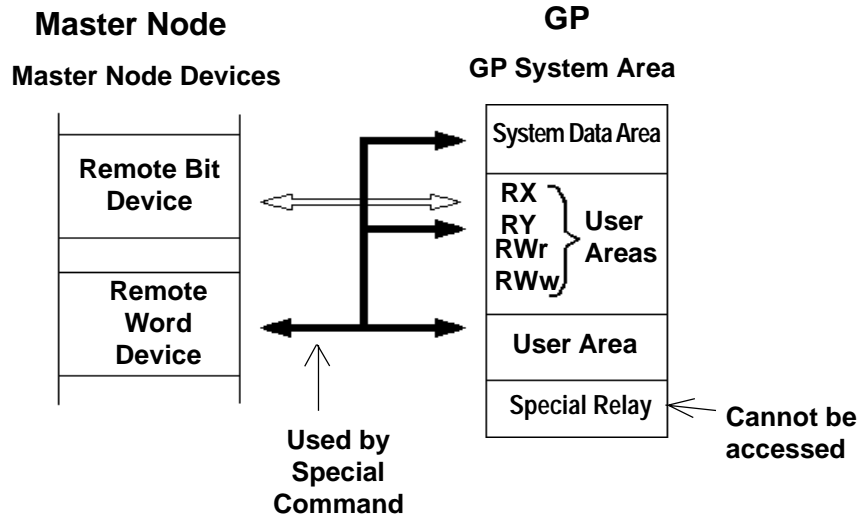 Master Node
GP
Master Node Devices
GP System Area
System Data Area
Remote Bit
Device
RX
RY
RWr
RWw
User
Areas
Remote
Word
Device
User Area
Special Relay
Cannot be
accessed
Used by
Special
Command